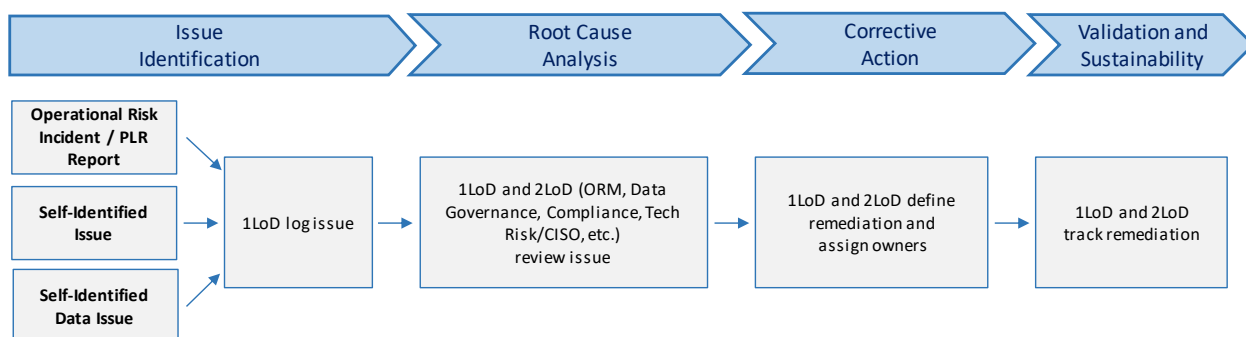 Issue
Identification
Root Cause
Analysis
Corrective
Action
Validation and
Sustainability
Operational Risk
Incident / PLR
Report
Self-Identified
Issue
Self-Identified
Data Issue
1LoD log issue
1LoD and 2LoD (ORM, Data
Governance, Compliance, Tech
Risk/CISO, etc.)
review issue
1LoD and 2LoD define
remediation and
assign owners
1LoD and 2LoD
track remediation